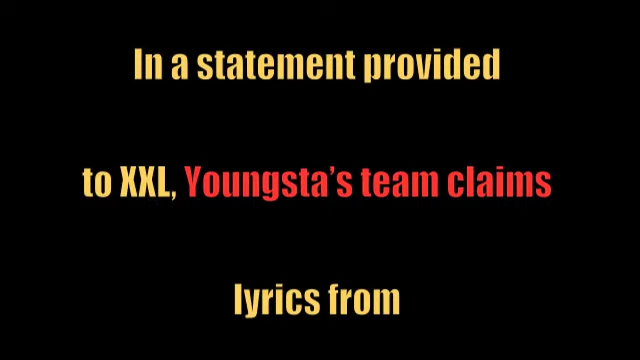 In a statement provided
to XXL, Youngsta’s team claims
lyrics from